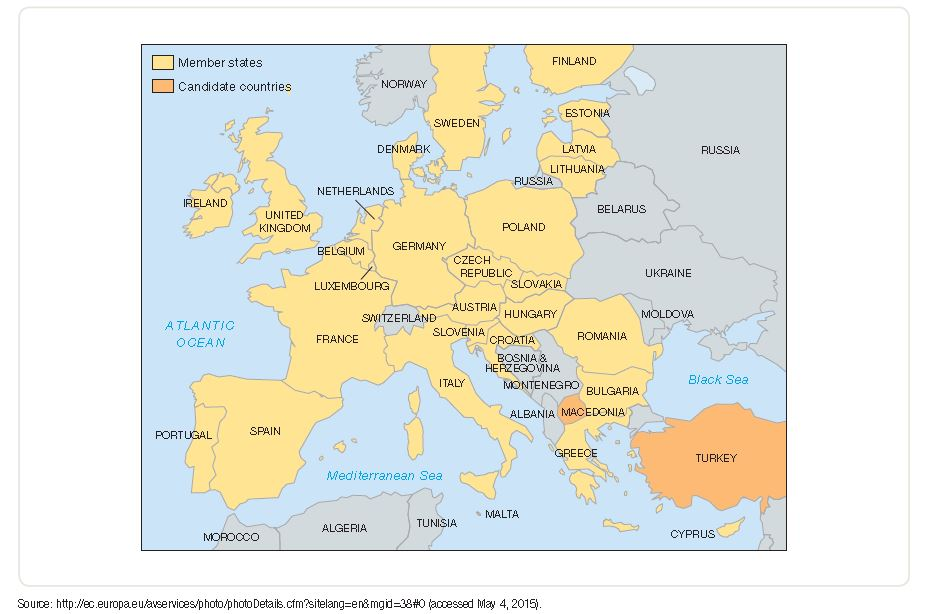 Member states
Candidate countries
FINLAND
NORWAY
SWEDEN
ESTONIA
RUSSIA
DENMARK
LATVIA
LITHUANIA
RUSSIA
NETHERLANDS
IRELAND
UNITED
KINGDOM
BELARUS
POLAND
GERMANY
BELGIUM
CZECH
REPUBLIC
UKRAINE
LUXEMBOURG
SLOVAKIA
AUSTRIA
HUNGARY
MOLDOVA
SWITZERLAND
ATLANTIC
OCEAN
SLOVENIA
FRANCE
CROATIA
ROMANIA
BOSNIA &
HERZEGOVINA
Black Sea
ITALY
MONTENEGRO
BULGARIA
ALBANIA
MACEDONIA
PORTUGAL
SPAIN
GREECE
TURKEY
Mediterranean Sea
MALTA
MOROCCO
ALGERIA
TUNISIA
CYPRUS
Source: http://ec.europa.eu/avservices/photo/photoDetails.cfm?sitelang=en&mgid=38#0 (accessed May 4, 2015).